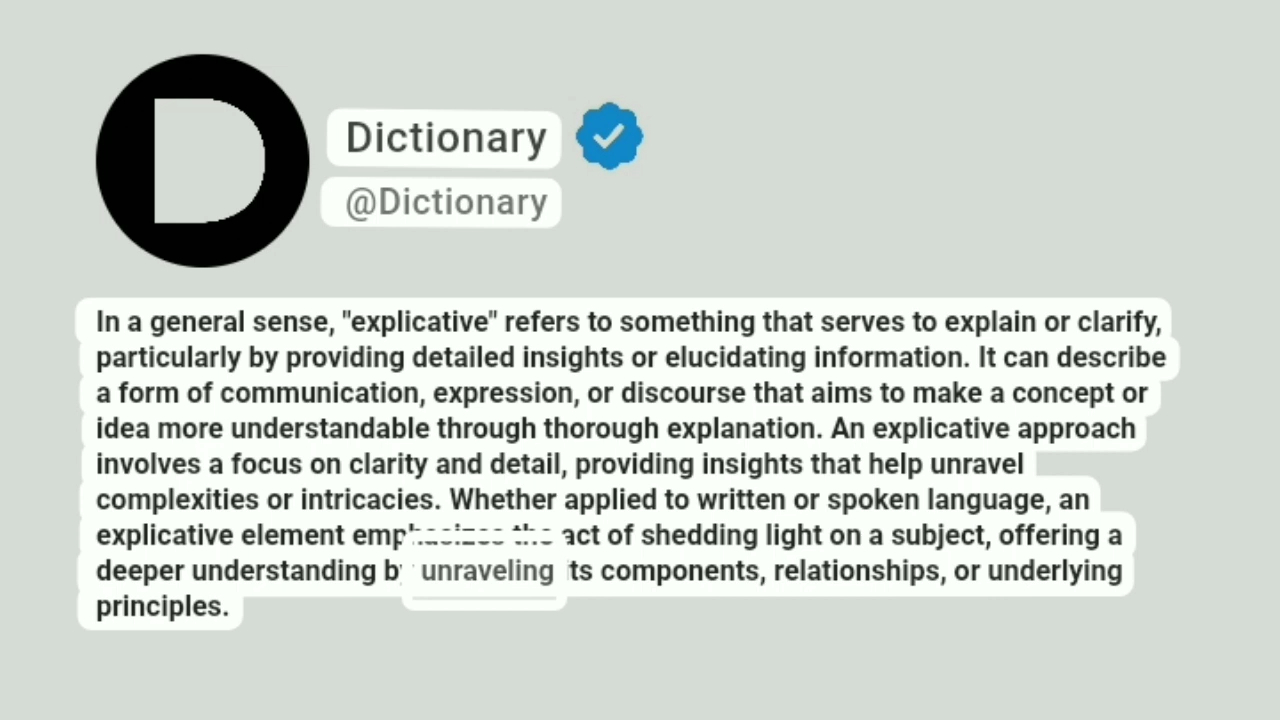 D
Dictionary
@Dictionary
In a general sense, "explicative" refers to something that serves to explain or clarify,
particularly by providing detailed insights or elucidating information. It can describe
a form of communication, expression, or discourse that aims to make a concept or
idea more understandable through thorough explanation. An explicative approach
involves a focus on clarity and detail, providing insights that help unravel
complexities or intricacies. Whether applied to written or spoken language, an
explicative element emphasizes the act of shedding light on a subject, offering a
deeper understanding by unraveling its components, relationships, or underlying
principles.